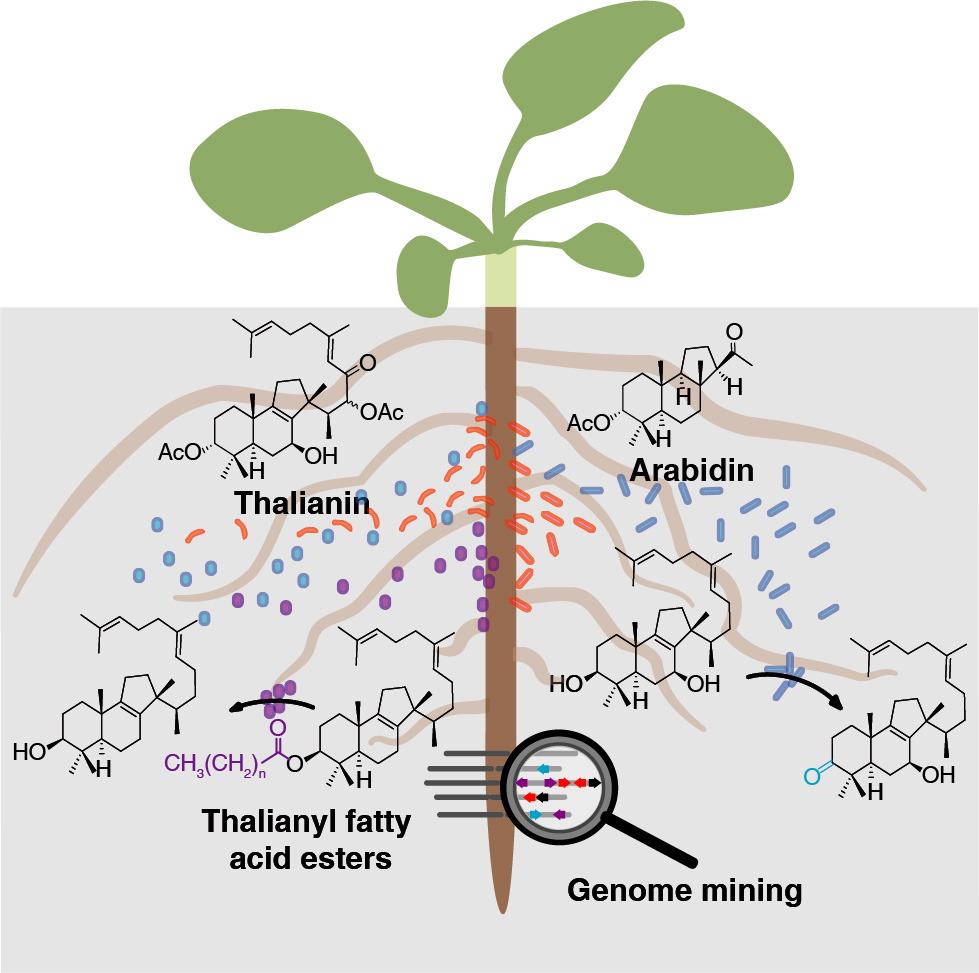 O
OAc
AcO
H
OH
Thalianin
O
H
H
AcO
H
Arabidin
HO
H
OH
HO
H
O
CH₃(CH₂)ₙ
O
H
O
H
OH
Thalianyl fatty
acid esters
Genome mining